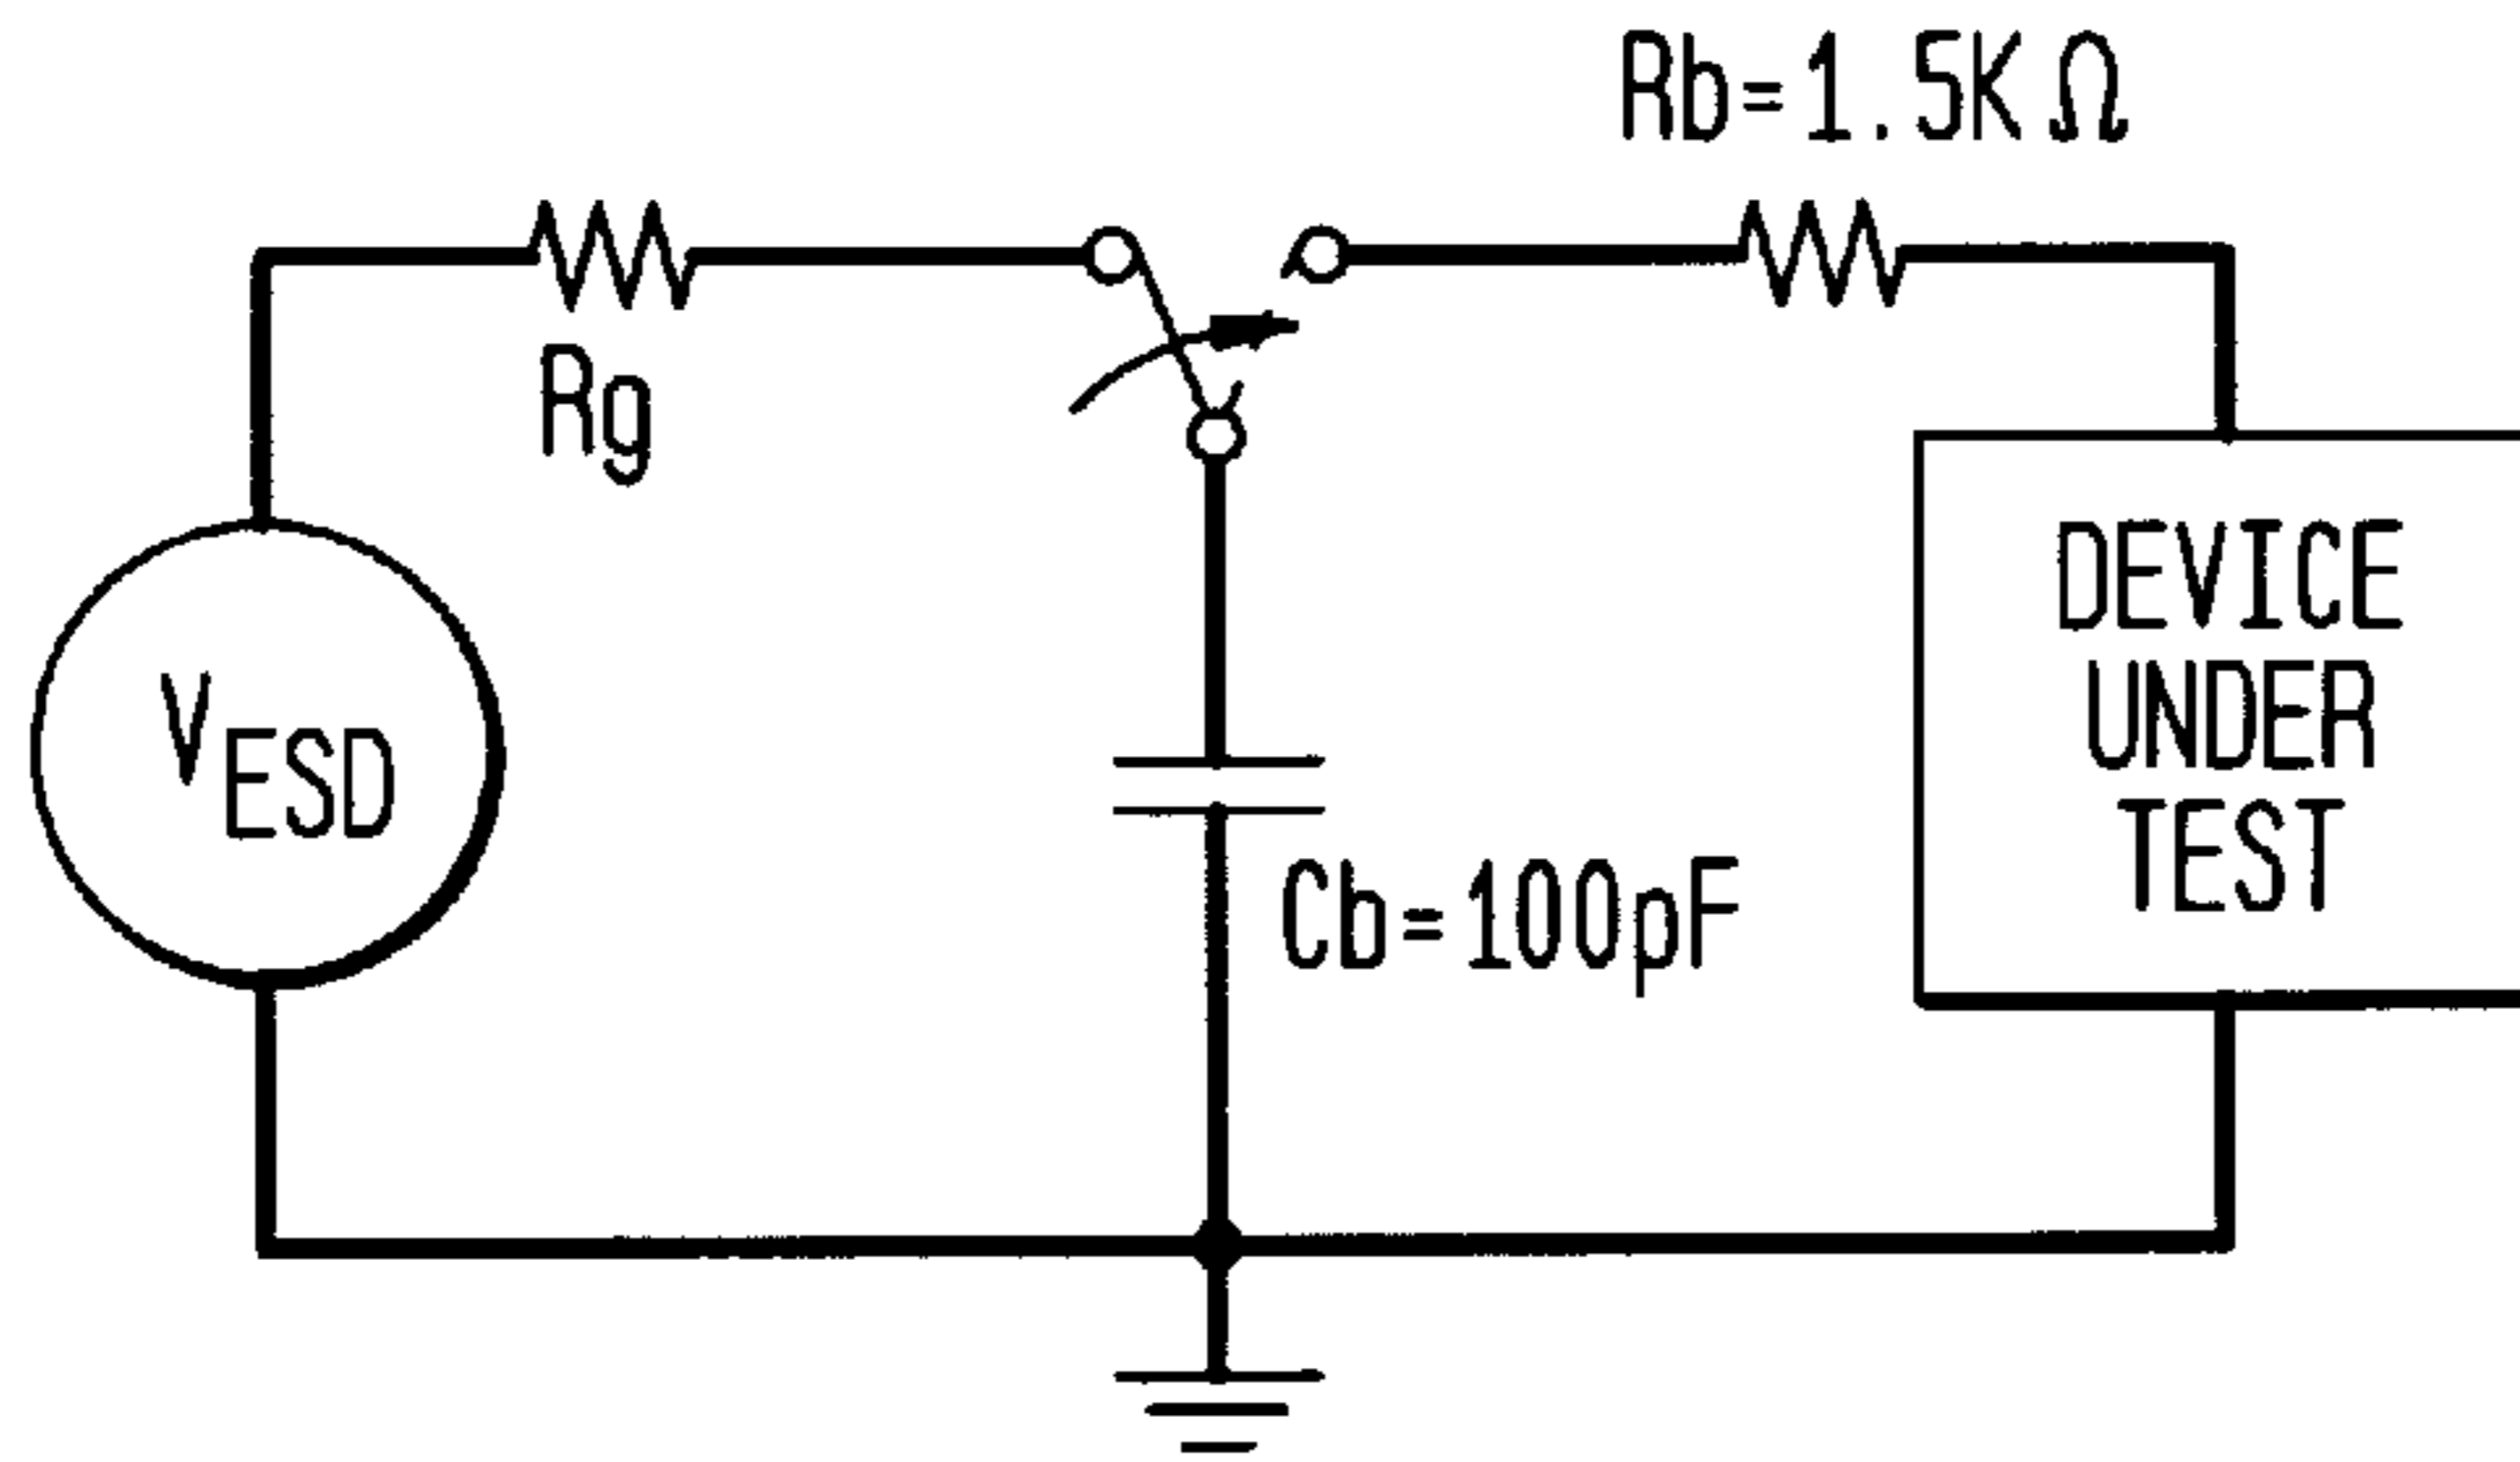 Rb=1.5KΩ
Rg
VESD
DEVICE
UNDER
TEST
Cb=100pF